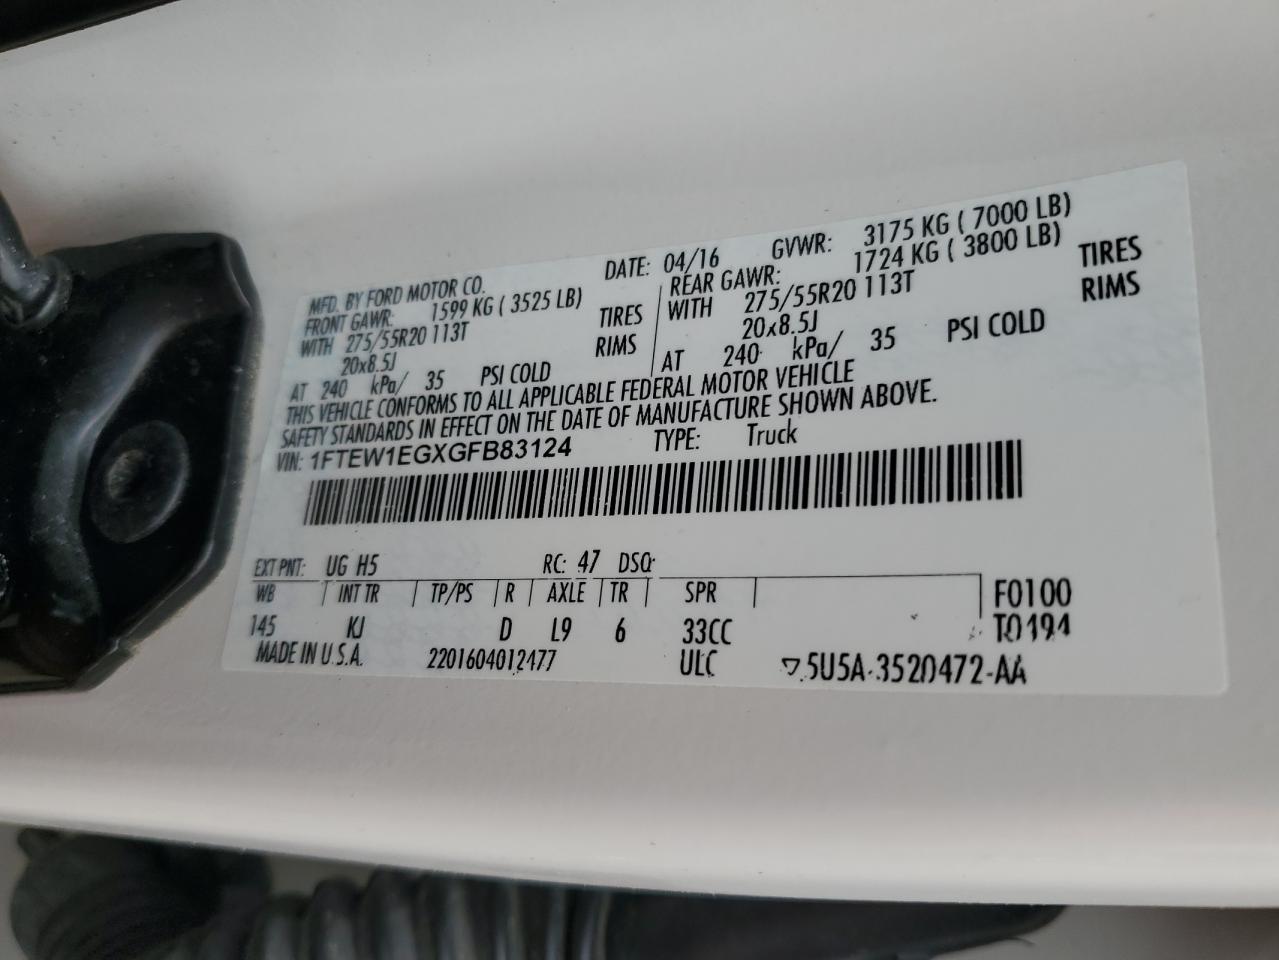 MFD. BY FORD MOTOR CO. DATE: 04/16 GVWR: 3175 KG ( 7000 LB)
FRONT GAWR: 1599 KG ( 3525 LB) REAR GAWR: 1724 KG ( 3800 LB)
WITH 275/55R20 113T TIRES WITH 275/55R20 113T TIRES
20x8.5J RIMS 20x8.5J RIMS
AT 240 kPa/ 35 PSI COLD AT 240 kPa/ 35 PSI COLD
THIS VEHICLE CONFORMS TO ALL APPLICABLE FEDERAL MOTOR VEHICLE
SAFETY STANDARDS IN EFFECT ON THE DATE OF MANUFACTURE SHOWN ABOVE.
VIN: 1FTEW1EGXGFB83124 TYPE: Truck
EXT PNT: UG H5 RC: 47 DSO:
WB INT TR TP/PS R AXLE TR SPR F0100
145 KJ D L9 6 33CC T0494
MADE IN U.S.A. 2201604012477 ULC 5U5A-3520472-AA